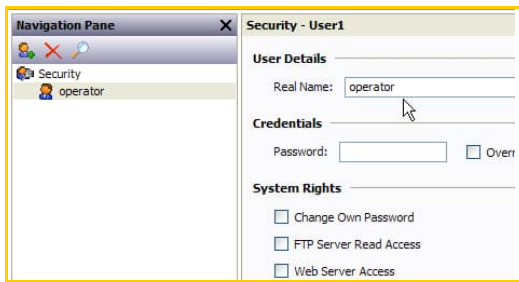 Navigation Pane
Security
operator
Security - User1
User Details
Real Name: operator
Credentials
Password:
System Rights
Change Own Password
FTP Server Read Access
Web Server Access